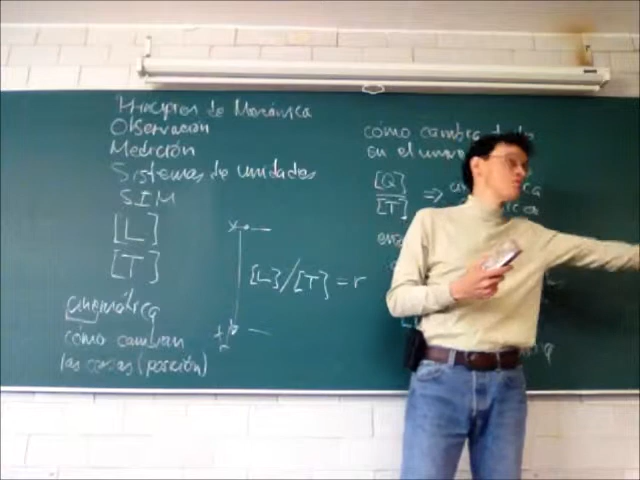 Principios de Mecánica
Observación
Medición
Sistemas de unidades
SIM
[L]
[T]
cinemática
cómo cambian
las cosas (posición)
[L]/[T] = r
cómo cambia todo
en el
[Q]
[T] ⇒